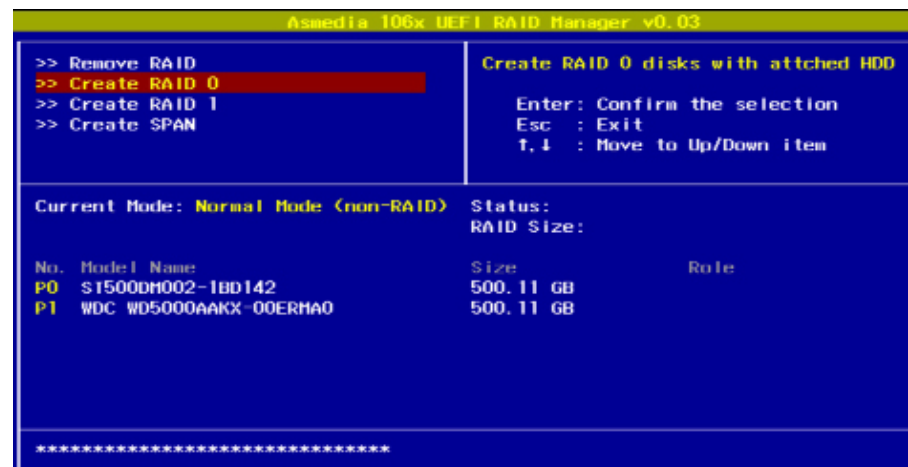 Asmedia 106x UEFI RAID Manager v0.03
>> Remove RAID
>> Create RAID 0
>> Create RAID 1
>> Create SPAN
Create RAID 0 disks with attched HDD
Enter: Confirm the selection
Esc : Exit
↑,↓ : Move to Up/Down item
Current Mode: Normal Mode (non-RAID)
Status:
RAID Size:
No. Model Name Size Role
P0 ST500DM002-1BD142 500.11 GB
P1 WDC WD5000AAKX-00ERMA0 500.11 GB
*******************************